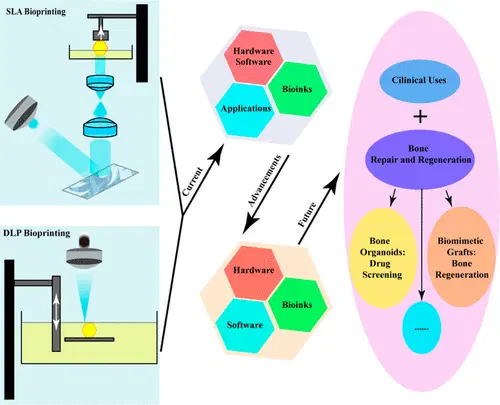 SLA Bioprinting
DLP Bioprinting
Current
Hardware
Software
Bioinks
Applications
Advancements
Hardware
Bioinks
Software
Future
Cilinical Uses
+
Bone
Repair and Regeneration
Bone
Organoids:
Drug
Screening
Biomimetic
Grafts:
Bone
Regeneration
......